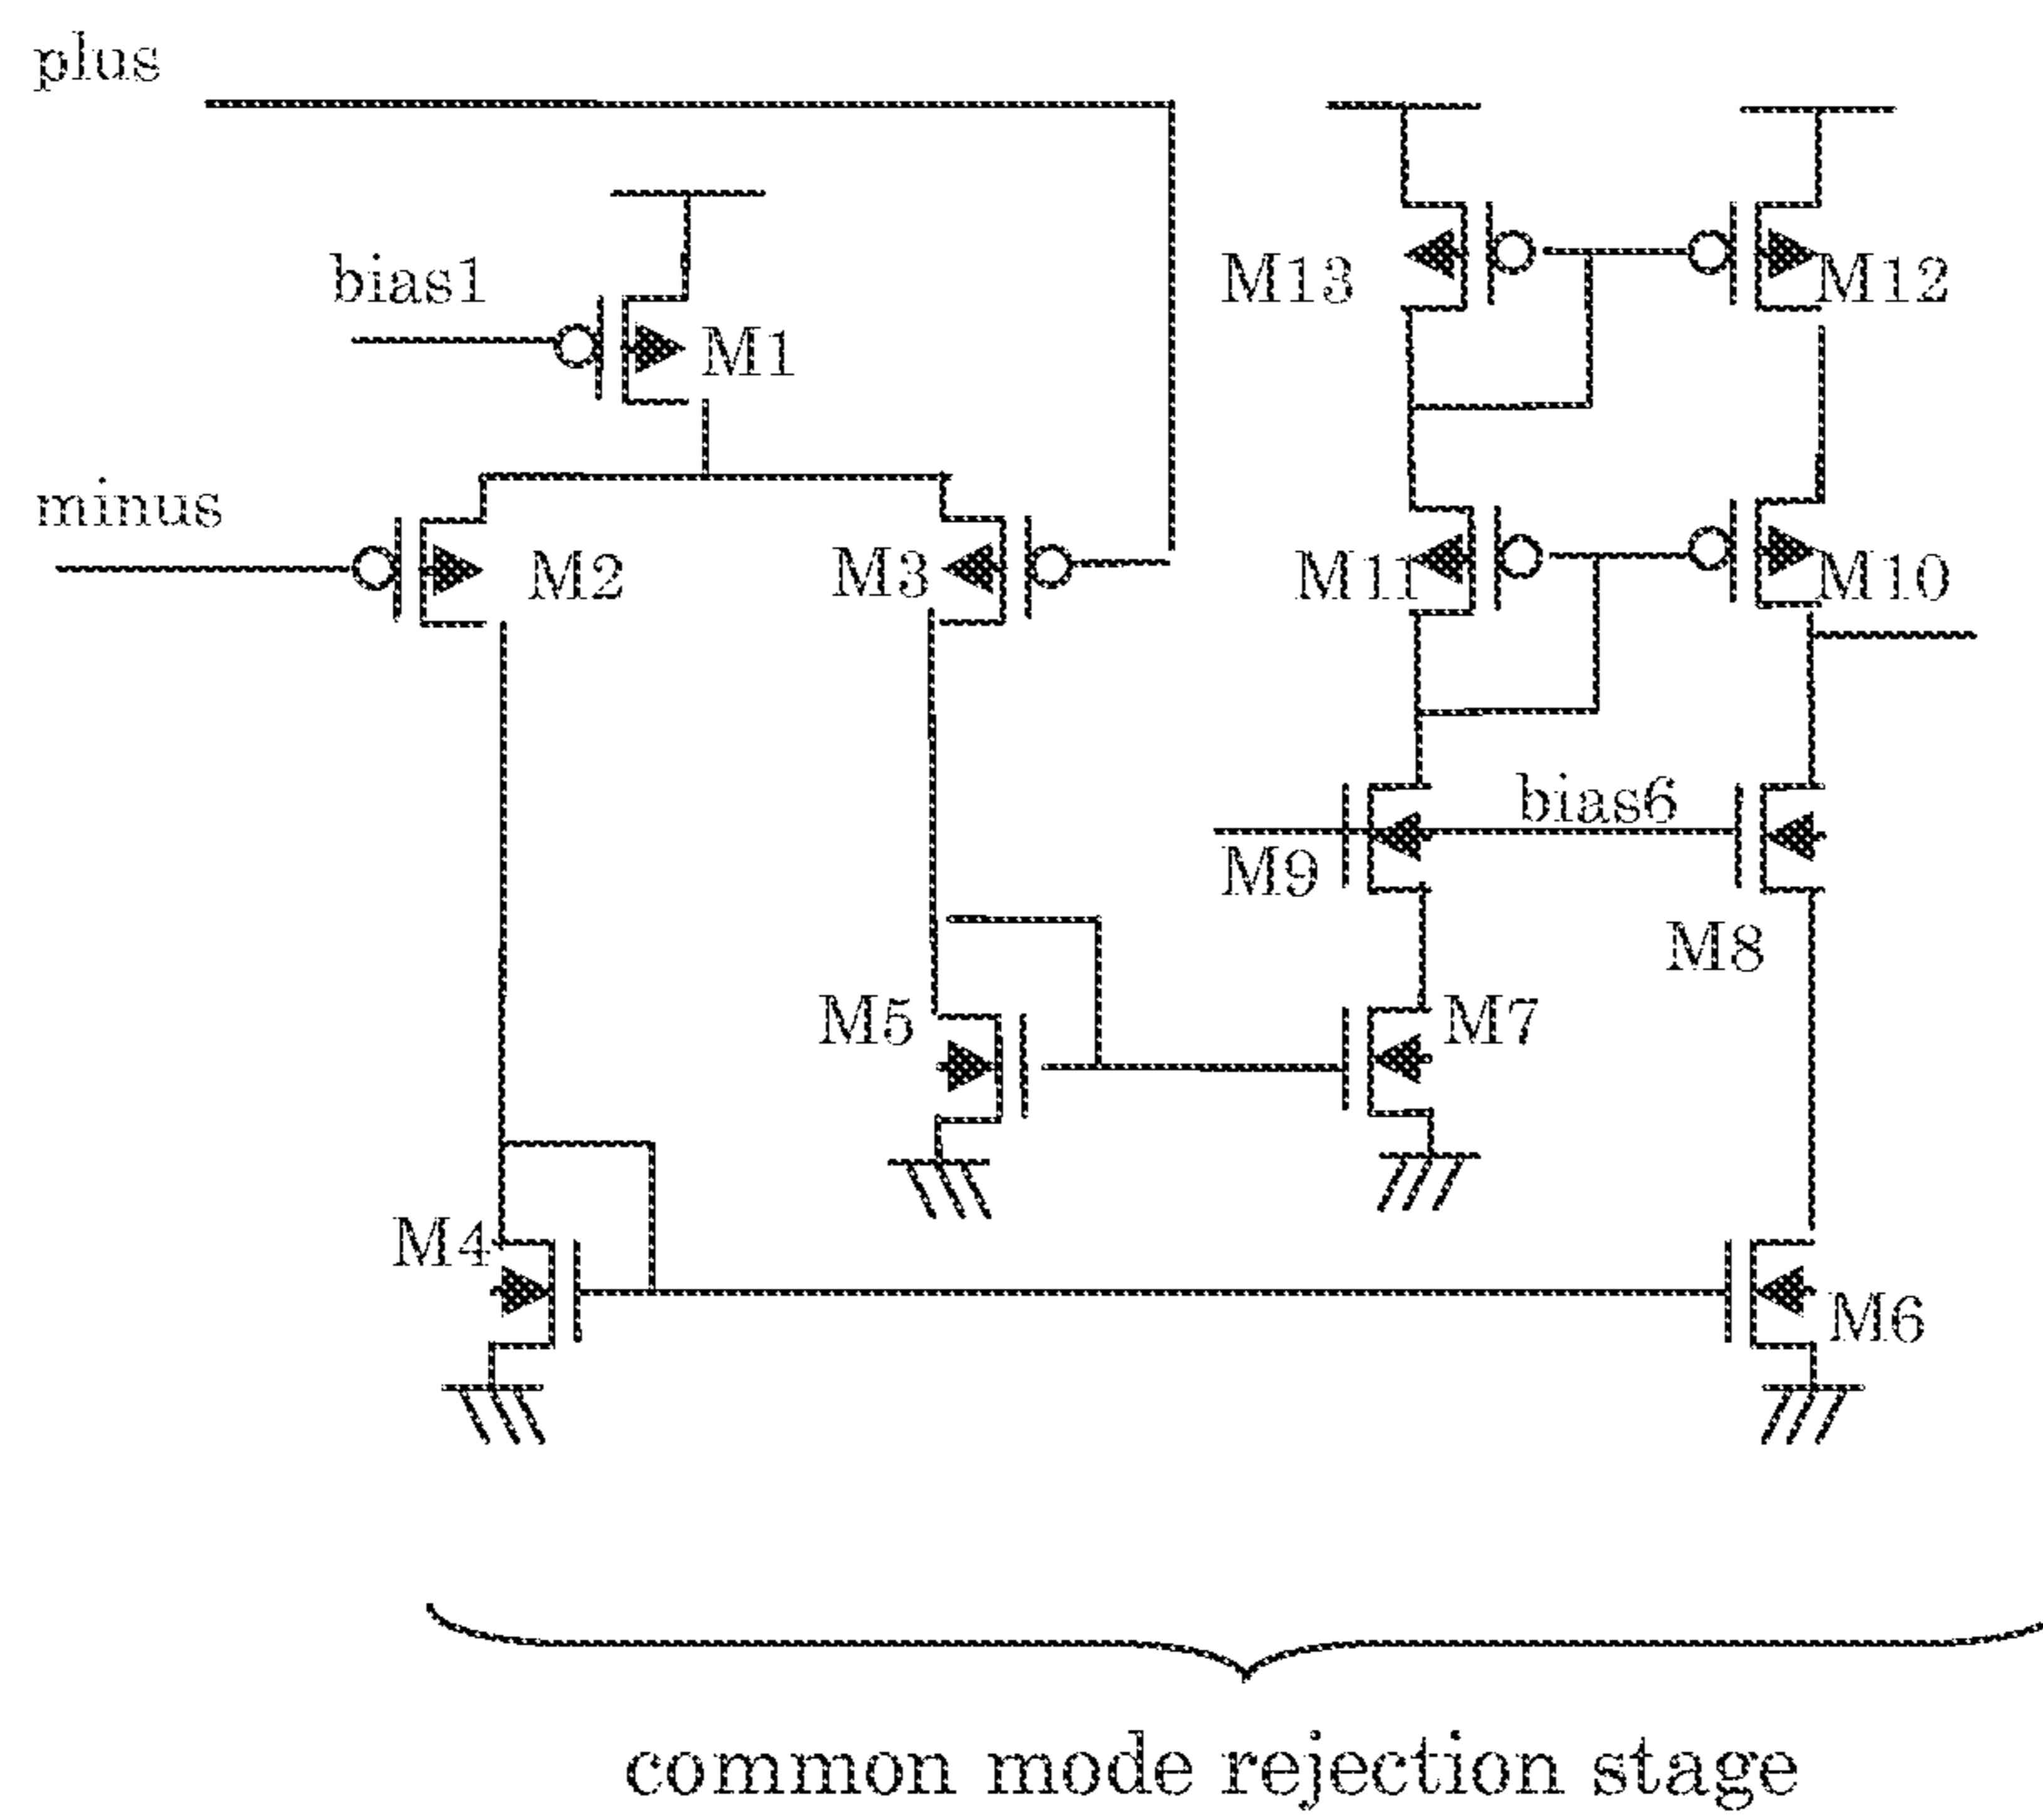 plus
bias1
M1
M13
M12
minus
M2
M3
M11
M10
bias6
M9
M8
M5
M7
M4
M6
common mode rejection stage